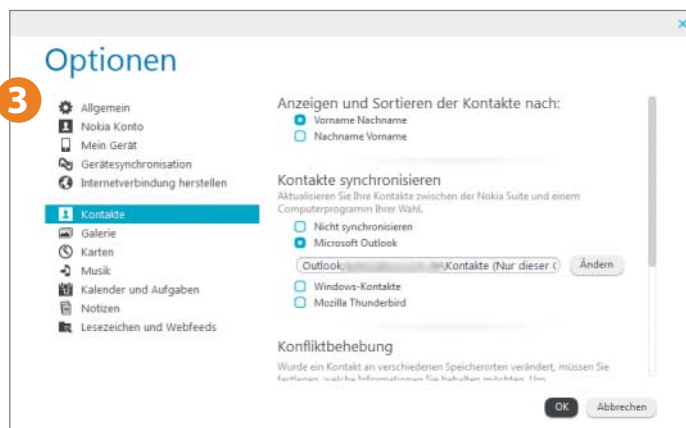 Optionen
3
Allgemein
Nokia Konto
Mein Gerät
Gerätesynchronisation
Internetverbindung herstellen
Kontakte
Galerie
Karten
Musik
Kalender und Aufgaben
Notizen
Lesezeichen und Webfeeds
Anzeigen und Sortieren der Kontakte nach:
Vorname Nachname
Nachname Vorname
Kontakte synchronisieren
Aktualisieren Sie Ihre Kontakte zwischen der Nokia Suite und einem
Computerprogramm Ihrer Wahl.
Nicht synchronisieren
Microsoft Outlook
Outlook \Kontakte (Nur dieser
Ändern
Windows-Kontakte
Mozilla Thunderbird
Konfliktbehebung
Wurde ein Kontakt an verschiedenen Speicherorten verändert, müssen Sie
festlegen, welche Informationen Sie behalten möchten. Um
OK
Abbrechen